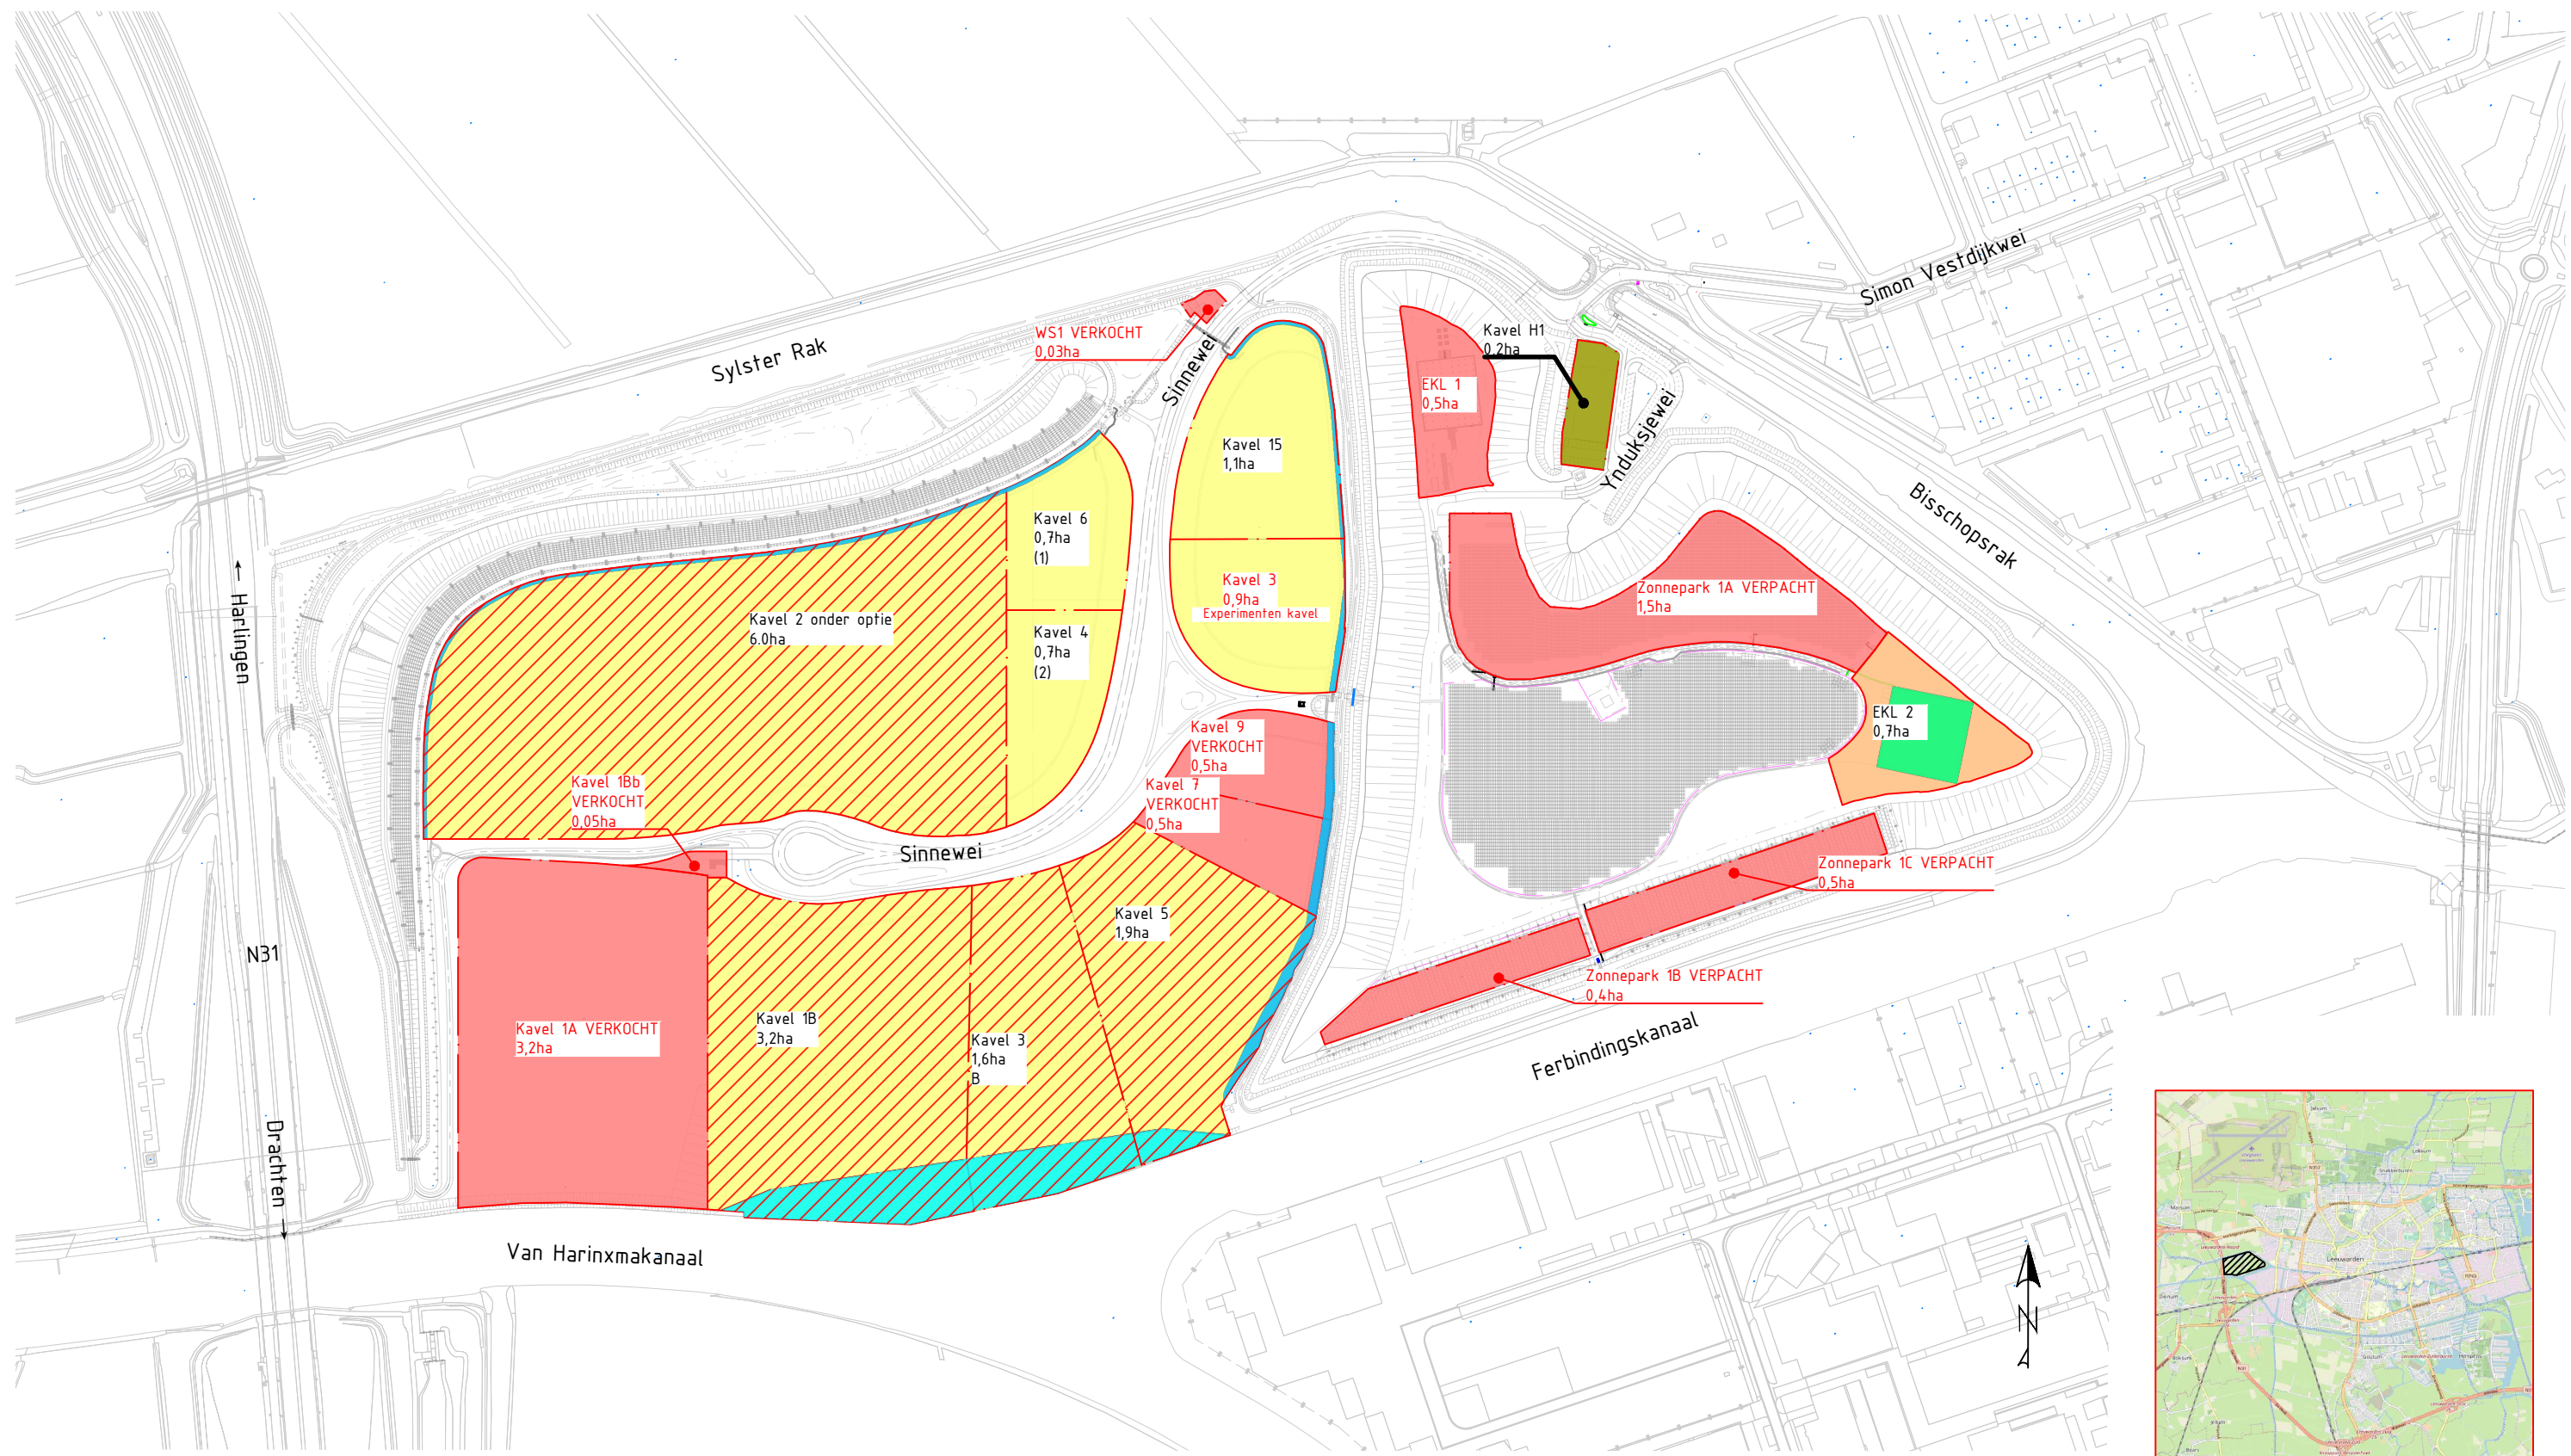 Simon Vestdijkwei
Sylster Rak
WS1 VERKOCHT
0,03ha
Sinnewei
Kavel H1
0,2ha
EKL 1
0,5ha
Ynduksjewei
Kavel 15
1,1ha
Bisschopsrak
Kavel 6
0,7ha
(1)
Kavel 3
0,9ha
Experimenten kavel
Zonnepark 1A VERPACHT
1,5ha
Harlingen
Kavel 2 onder optie
6.0ha
Kavel 4
0,7ha
(2)
EKL 2
0,7ha
Kavel 9
VERKOCHT
0,5ha
Kavel 1Bb
VERKOCHT
0,05ha
Kavel 7
VERKOCHT
0,5ha
Sinnewei
Zonnepark 1C VERPACHT
0,5ha
Kavel 5
1,9ha
N31
Zonnepark 1B VERPACHT
0,4ha
Kavel 1A VERKOCHT
3,2ha
Kavel 1B
3,2ha
Kavel 3
1,6ha
B
Ferbindingskanaal
Drachten
Van Harinxmakanaal
N
Leeuwarden